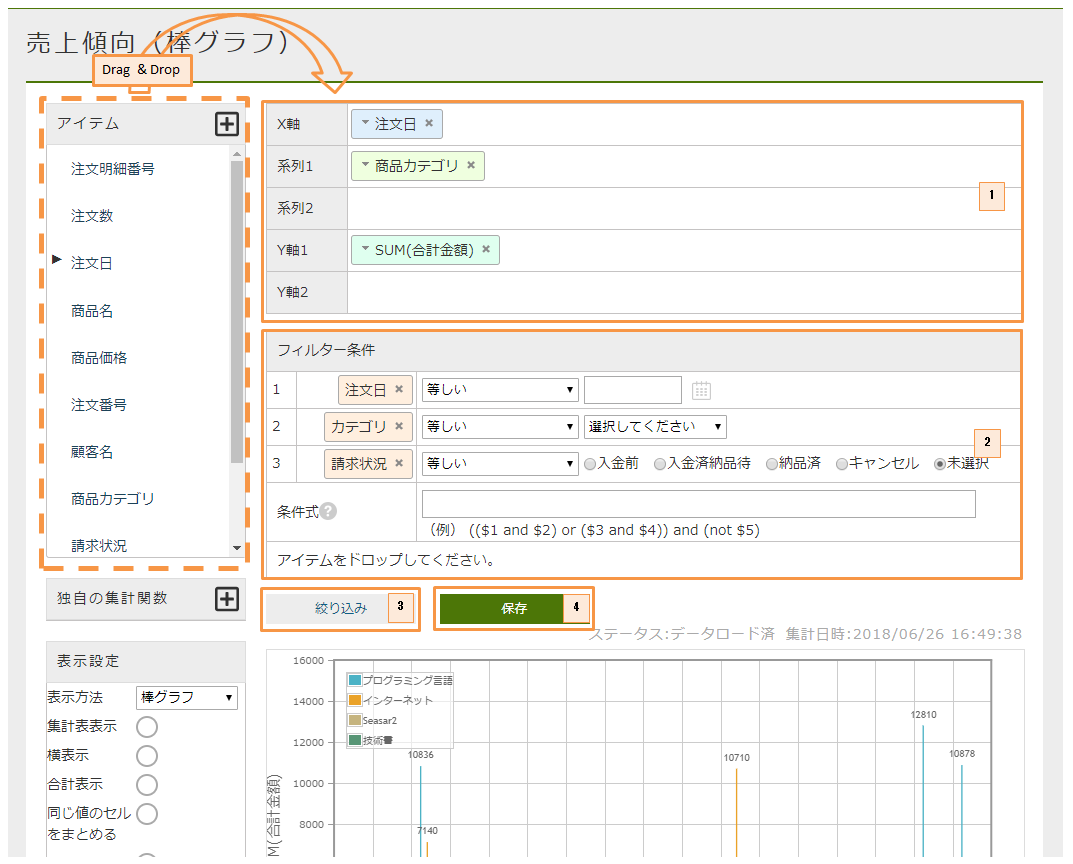 売上傾向（棒グラフ）
Drag & Drop
アイテム
注文明細番号
注文数
注文日
商品名
商品価格
注文番号
顧客名
商品カテゴリ
請求状況
独自の集計関数
表示設定
表示方法 棒グラフ
集計表表示
横表示
合計表示
同じ値のセル
をまとめる
X軸 注文日 ×
系列1 商品カテゴリ ×
系列2
Y軸1 SUM(合計金額) ×
Y軸2
1
フィルター条件
1 注文日 × 等しい
2 カテゴリ × 等しい 選択してください
3 請求状況 × 等しい 入金前 入金済納品待 納品済 キャンセル 未選択
2
条件式 ?
（例） (($1 and $2) or ($3 and $4)) and (not $5)
アイテムをドロップしてください。
絞り込み 3
保存 4
ステータス:データロード済 集計日時:2018/06/26 16:49:38
16000
14000
12000
10000
8000
M(合計金額)
プログラミング言語
インターネット
Seasar2
技術書
10836
7140
10710
12810
10878